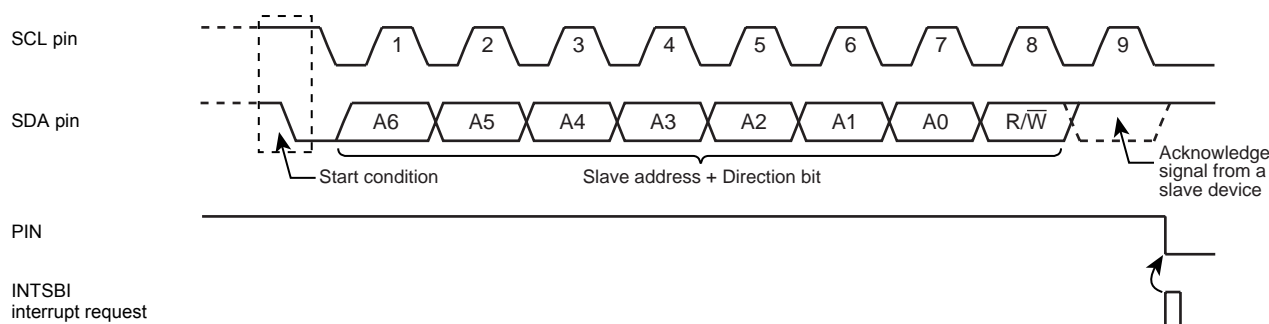 SCL pin
1 2 3 4 5 6 7 8 9
SDA pin
A6 A5 A4 A3 A2 A1 A0 R/W̅
Start condition
Slave address + Direction bit
Acknowledge
signal from a
slave device
PIN
INTSBI
interrupt request